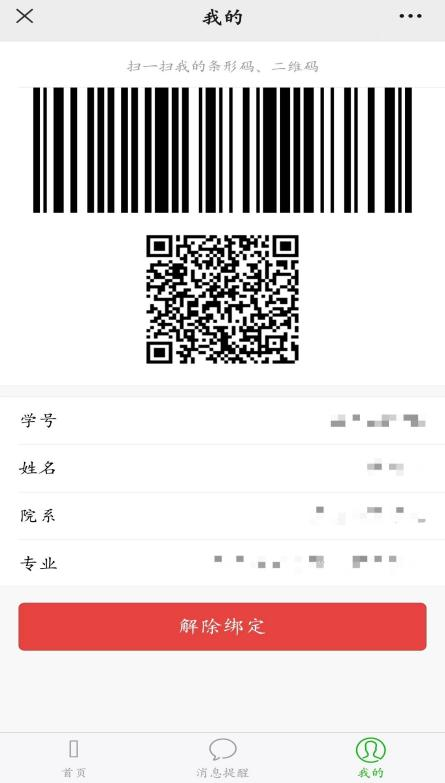 我的
扫一扫我的条形码、二维码
学号
姓名
院系
专业
解除绑定
首页
消息提醒
我的